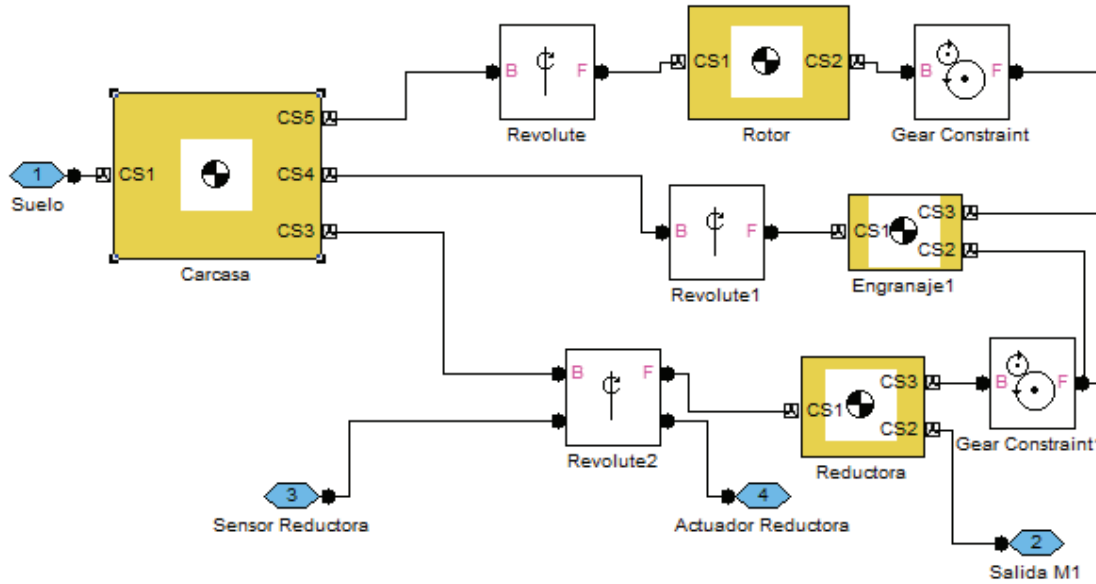 B
F
Revolute
CS1
CS2
Rotor
B
F
Gear Constraint
1
Suelo
CS1
CS5
CS4
CS3
Carcasa
B
F
Revolute1
CS1
CS3
CS2
Engranaje1
B
F
Revolute2
CS1
CS3
CS2
Reductora
B
F
Gear Constraint1
3
Sensor Reductora
4
Actuador Reductora
2
Salida M1